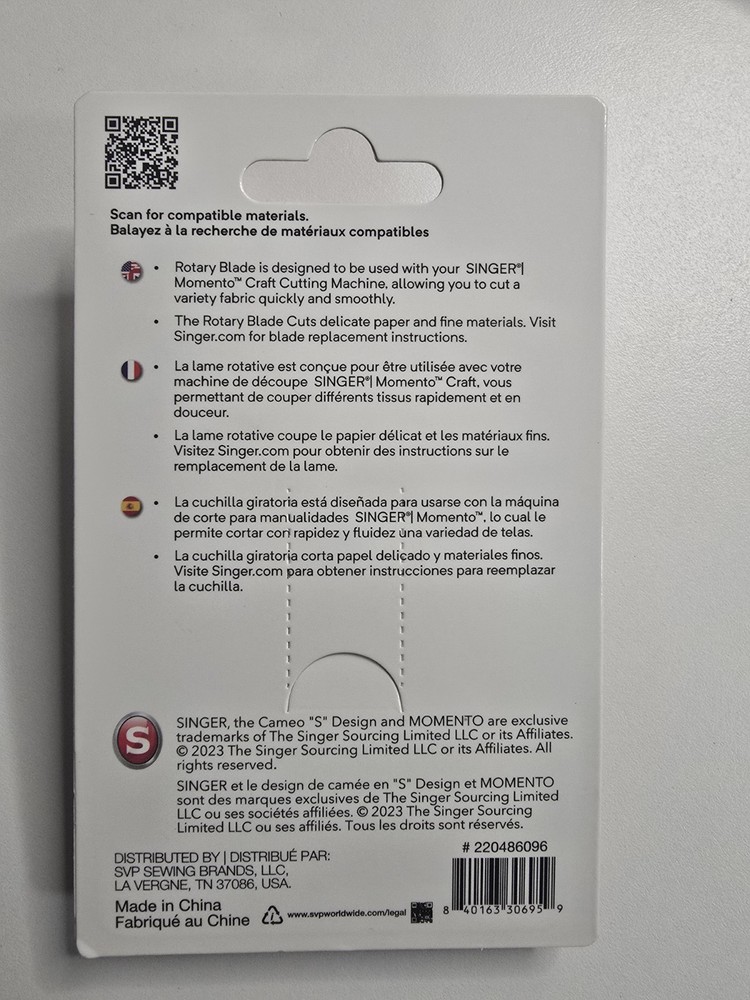 Scan for compatible materials.
Balayez à la recherche de matériaux compatibles
• Rotary Blade is designed to be used with your SINGER®|
Momento™ Craft Cutting Machine, allowing you to cut a
variety fabric quickly and smoothly.
• The Rotary Blade Cuts delicate paper and fine materials. Visit
Singer.com for blade replacement instructions.
• La lame rotative est conçue pour être utilisée avec votre
machine de découpe SINGER®| Momento™ Craft, vous
permettant de couper différents tissus rapidement et en
douceur.
• La lame rotative coupe le papier délicat et les matériaux fins.
Visitez Singer.com pour obtenir des instructions sur le
remplacement de la lame.
• La cuchilla giratoria está diseñada para usarse con la máquina
de corte para manualidades SINGER®| Momento™, lo cual le
permite cortar con rapidez y fluidez una variedad de telas.
• La cuchilla giratoria corta papel delicado y materiales finos.
Visite Singer.com para obtener instrucciones para reemplazar
la cuchilla.
S
SINGER, the Cameo "S" Design and MOMENTO are exclusive
trademarks of The Singer Sourcing Limited LLC or its Affiliates.
© 2023 The Singer Sourcing Limited LLC or its Affiliates. All
rights reserved.
SINGER et le design de camée en "S" Design et MOMENTO
sont des marques exclusives de The Singer Sourcing Limited
LLC ou ses sociétés affiliées. © 2023 The Singer Sourcing
Limited LLC ou ses affiliés. Tous les droits sont réservés.
DISTRIBUTED BY | DISTRIBUÉ PAR:
SVP SEWING BRANDS, LLC,
LA VERGNE, TN 37086, USA.
Made in China
Fabriqué au Chine
www.svpworldwide.com/legal
# 220486096
8 40163 30695 9